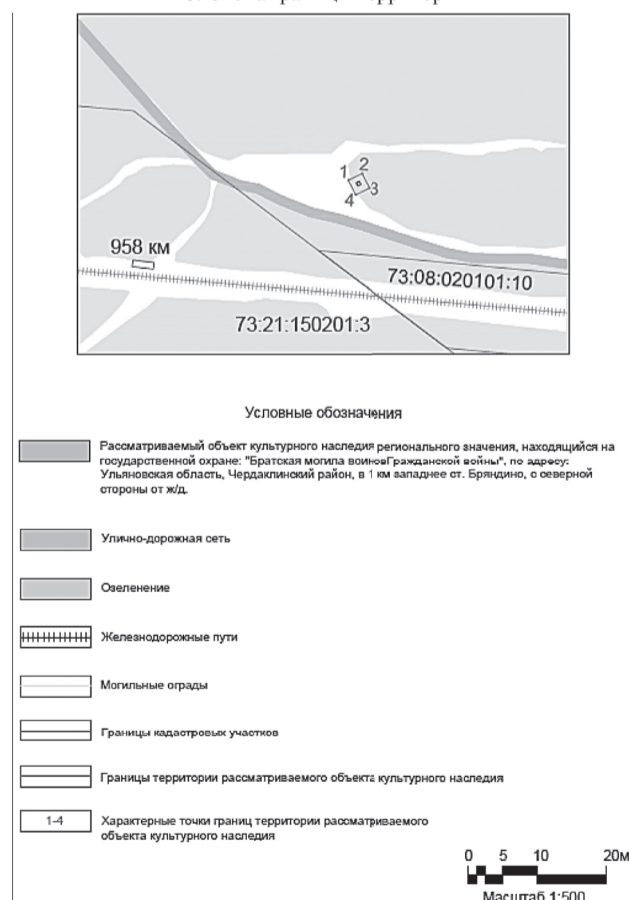 1
2
3
4
958 км
73:08:020101:10
73:21:150201:3
Условные обозначения
Рассматриваемый объект культурного наследия регионального значения, находящийся на
государственной охране: "Братская могила воиновГражданской войны", по адресу:
Ульяновская область, Чердаклинский район, в 1 км западнее ст. Бряндино, с северной
стороны от ж/д.
Улично-дорожная сеть
Озеленение
Железнодорожные пути
Могильные ограды
Границы кадастровых участков
Границы территории рассматриваемого объекта культурного наследия
1-4 Характерные точки границ территории рассматриваемого
объекта культурного наследия
0 5 10 20м
Масштаб 1:500